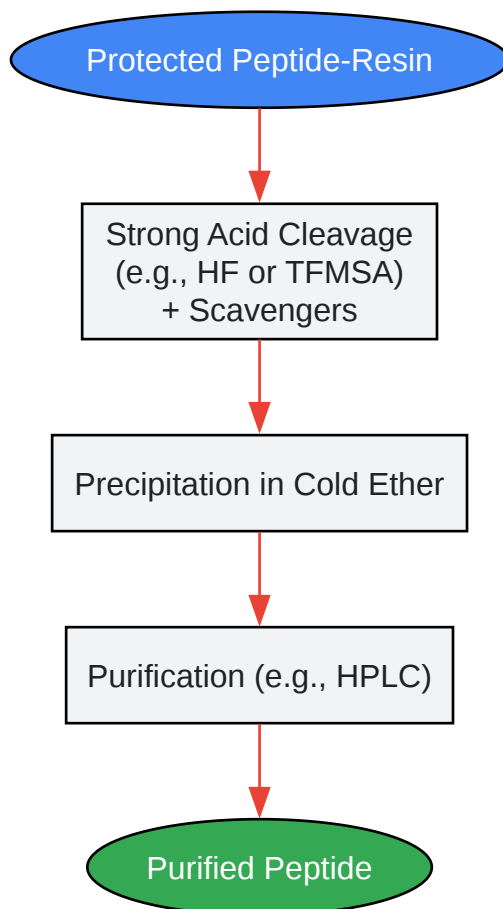 Protected Peptide-Resin
Strong Acid Cleavage
(e.g., HF or TFMSA)
+ Scavengers
Precipitation in Cold Ether
Purification (e.g., HPLC)
Purified Peptide